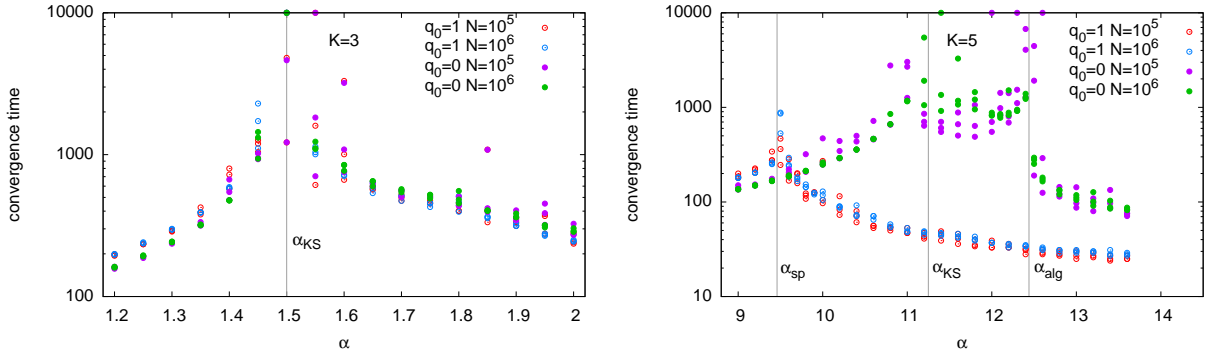 10000
1000
100
convergence time
1.2 1.3 1.4 1.5 1.6 1.7 1.8 1.9 2
α
K=3
α_KS
q_0=1 N=10^5
q_0=1 N=10^6
q_0=0 N=10^5
q_0=0 N=10^6
10000
1000
100
10
convergence time
9 10 11 12 13 14
α
K=5
α_sp
α_KS
α_alg
q_0=1 N=10^5
q_0=1 N=10^6
q_0=0 N=10^5
q_0=0 N=10^6